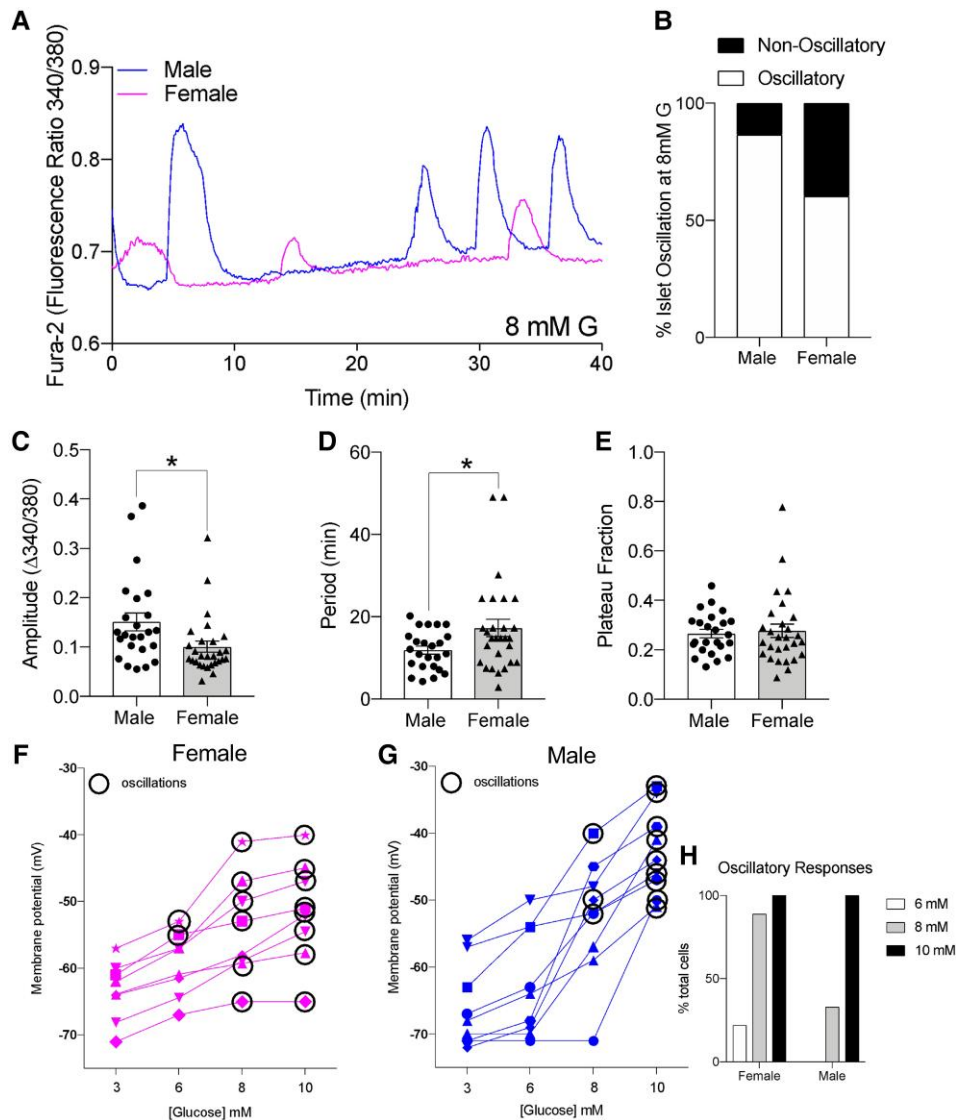 A
Fura-2 (Fluorescence Ratio 340/380)
0.9
0.8
0.7
0.6
Male
Female
8 mM G
0
10
20
30
40
Time (min)
B
Non-Oscillatory
Oscillatory
% Islet Oscillation at 8mM G
100
50
0
Male
Female
C
Amplitude (Δ340/380)
0.5
0.4
0.3
0.2
0.1
0.0
*
Male
Female
D
Period (min)
60
40
20
0
*
Male
Female
E
Plateau Fraction
1.0
0.8
0.6
0.4
0.2
0.0
Male
Female
F
Female
oscillations
Membrane potential (mV)
-30
-40
-50
-60
-70
3
6
8
10
[Glucose] mM
G
Male
oscillations
Membrane potential (mV)
-30
-40
-50
-60
-70
3
6
8
10
[Glucose] mM
H
Oscillatory Responses
% total cells
100
50
0
6 mM
8 mM
10 mM
Female
Male